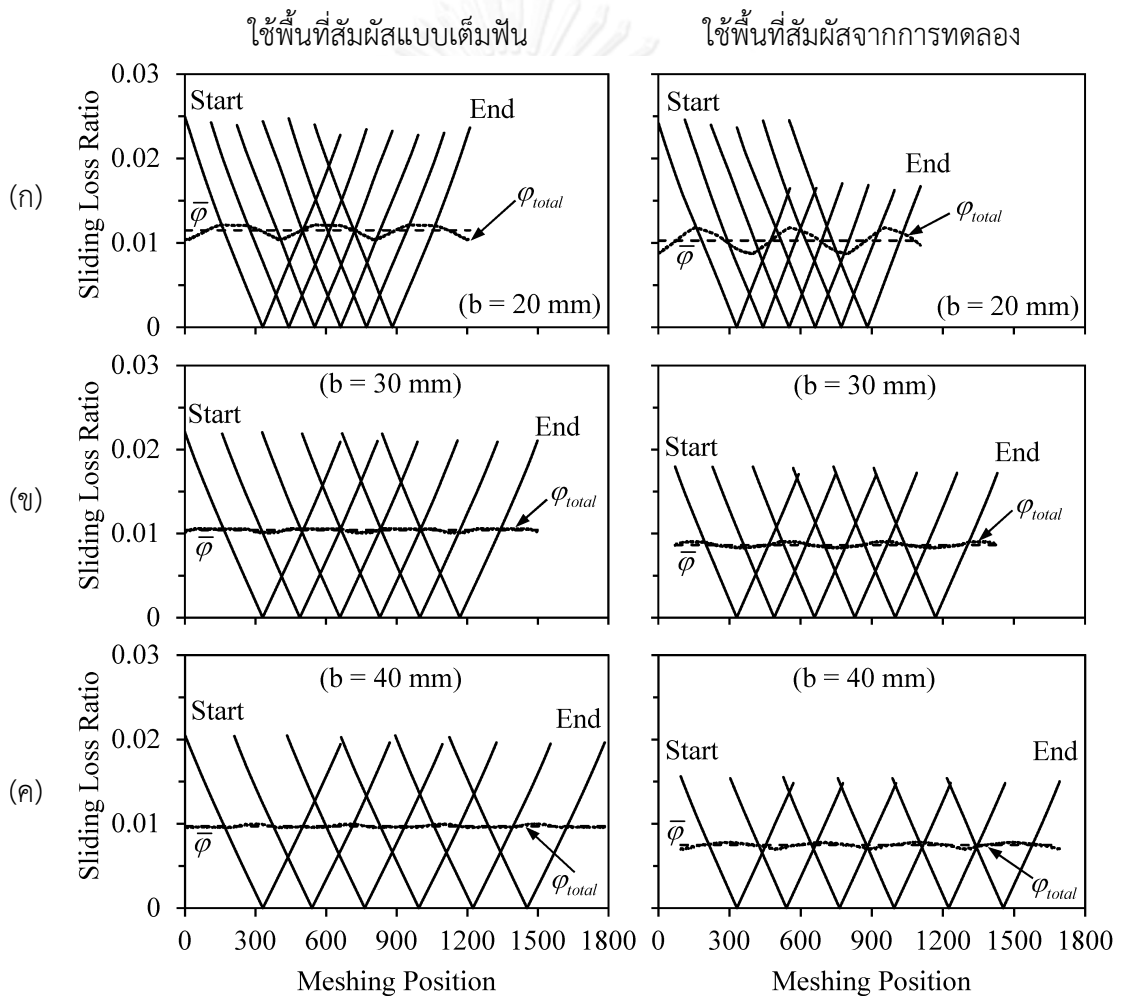 ใช้พื้นที่สัมผัสแบบเต็มฟัน
ใช้พื้นที่สัมผัสจากการทดลอง
(ก)
Sliding Loss Ratio
0.03
0.02
0.01
0
Start
End
φ̅
φtotal
(b = 20 mm)
Start
End
φ̅
φtotal
(b = 20 mm)
(ข)
Sliding Loss Ratio
0.03
0.02
0.01
0
(b = 30 mm)
Start
End
φ̅
φtotal
(b = 30 mm)
Start
End
φ̅
φtotal
(ค)
Sliding Loss Ratio
0.03
0.02
0.01
0
(b = 40 mm)
Start
End
φ̅
φtotal
0 300 600 900 1200 1500 1800
Meshing Position
(b = 40 mm)
Start
End
φ̅
φtotal
0 300 600 900 1200 1500 1800
Meshing Position